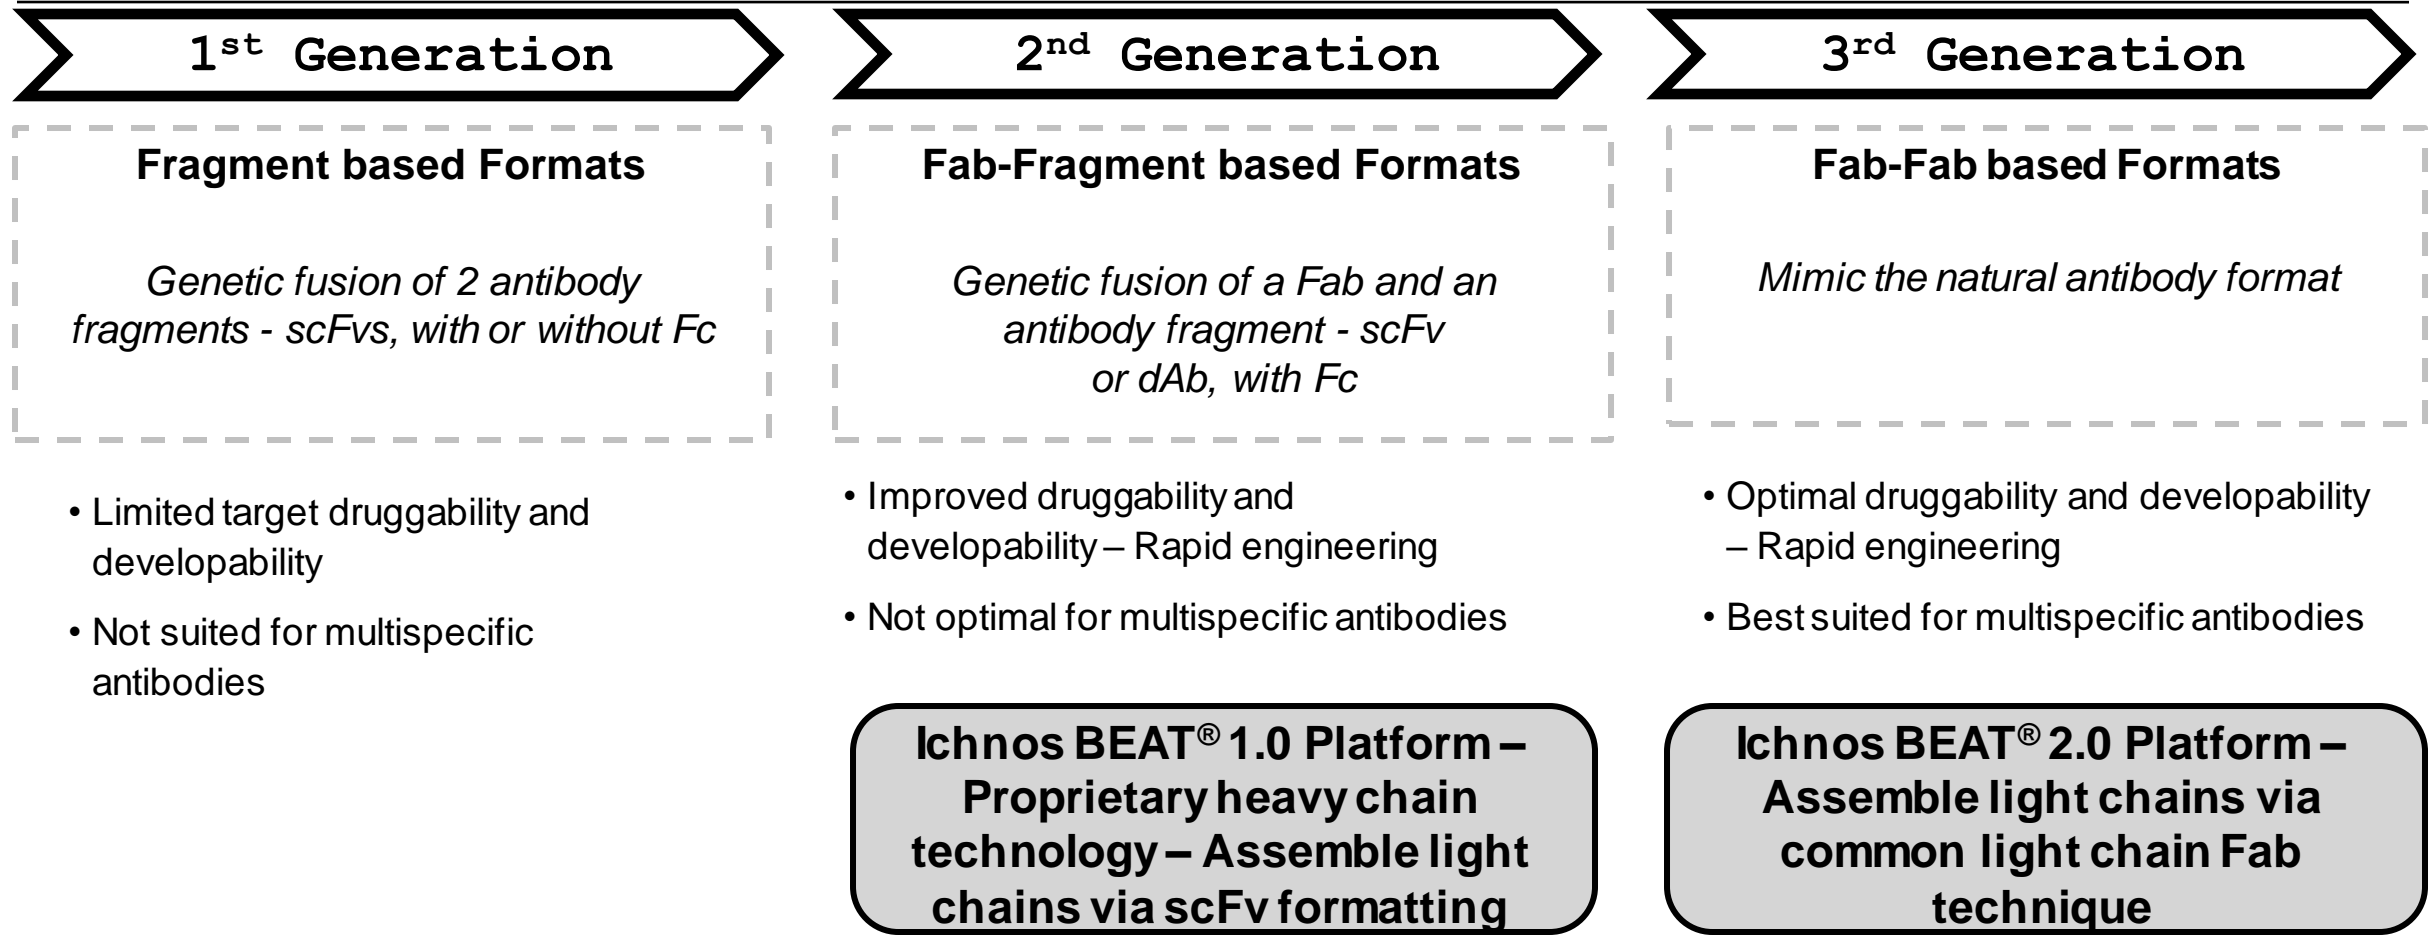 1st Generation
Fragment based Formats
Genetic fusion of 2 antibody
fragments - scFvs, with or without Fc
• Limited target druggability and
developability
• Not suited for multispecific
antibodies
2nd Generation
Fab-Fragment based Formats
Genetic fusion of a Fab and an
antibody fragment - scFv
or dAb, with Fc
• Improved druggability and
developability – Rapid engineering
• Not optimal for multispecific antibodies
Ichnos BEAT® 1.0 Platform –
Proprietary heavy chain
technology – Assemble light
chains via scFv formatting
3rd Generation
Fab-Fab based Formats
Mimic the natural antibody format
• Optimal druggability and developability
– Rapid engineering
• Best suited for multispecific antibodies
Ichnos BEAT® 2.0 Platform –
Assemble light chains via
common light chain Fab
technique